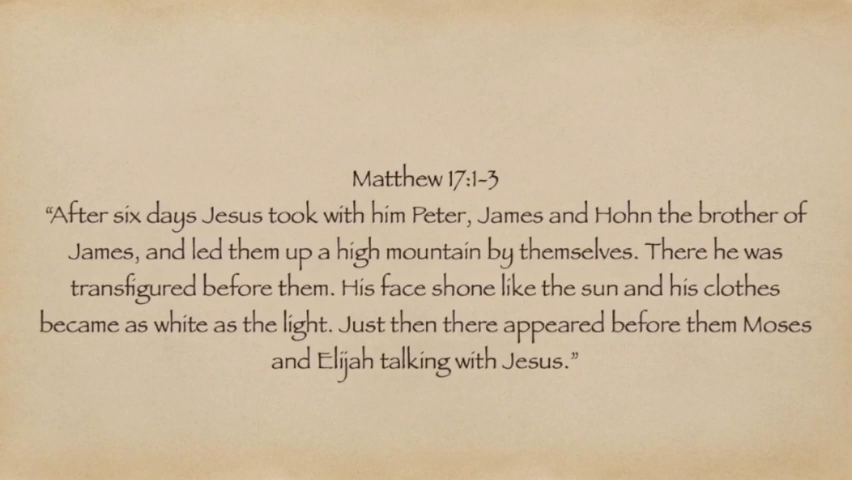 Matthew 17:1-3
“After six days Jesus took with him Peter, James and Hohn the brother of
James, and led them up a high mountain by themselves. There he was
transfigured before them. His face shone like the sun and his clothes
became as white as the light. Just then there appeared before them Moses
and Elijah talking with Jesus.”